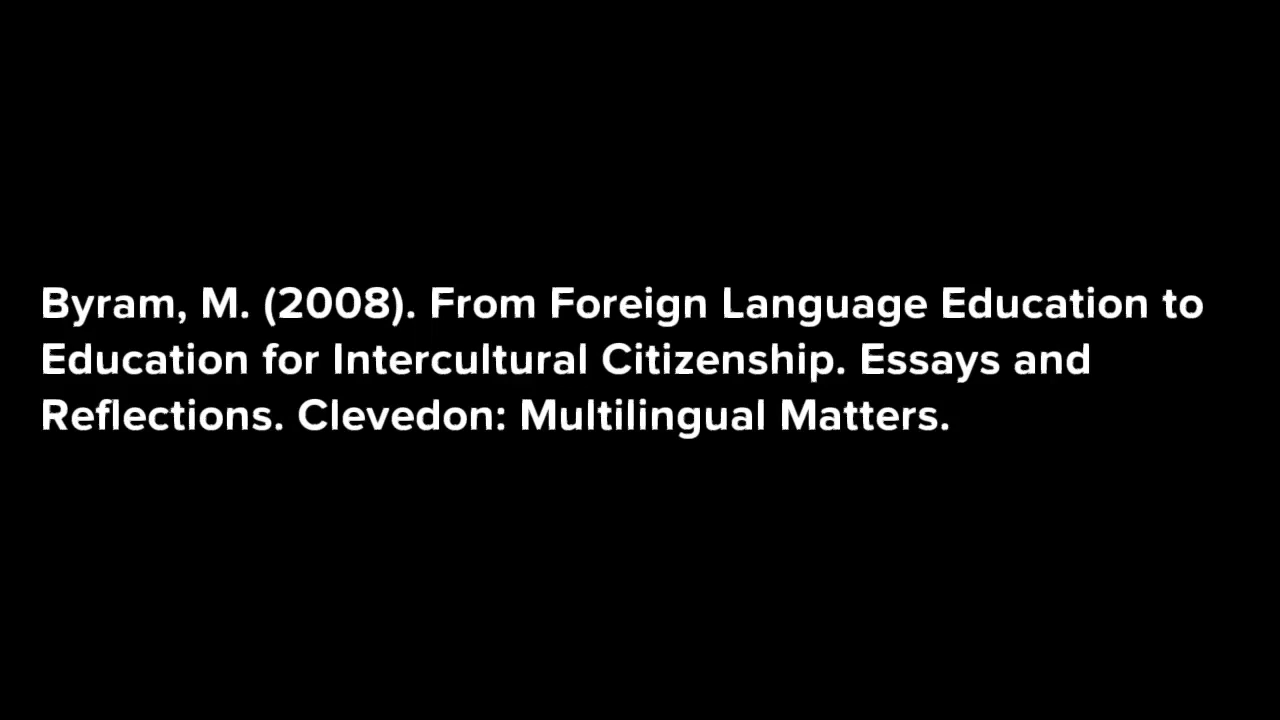 Byram, M. (2008). From Foreign Language Education to
Education for Intercultural Citizenship. Essays and
Reflections. Clevedon: Multilingual Matters.